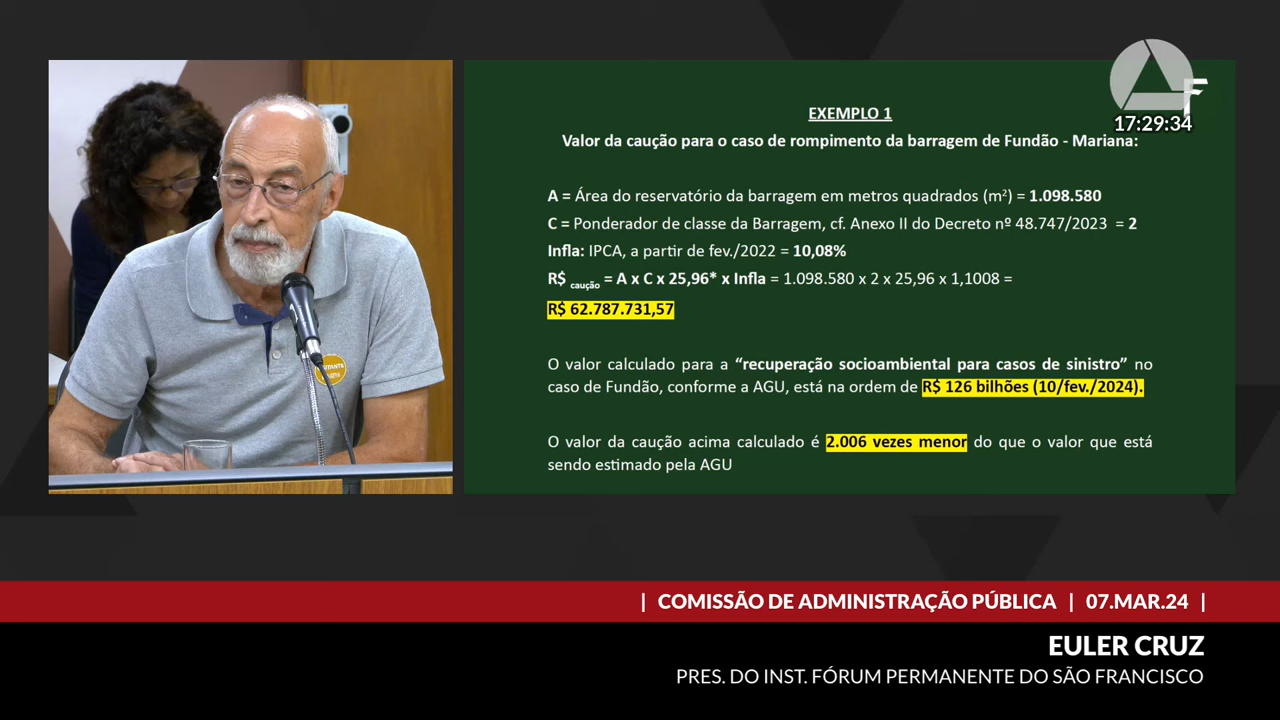 F
17:29:34
EXEMPLO 1
Valor da caução para o caso de rompimento da barragem de Fundão - Mariana:
A = Área do reservatório da barragem em metros quadrados (m²) = 1.098.580
C = Ponderador de classe da Barragem, cf. Anexo II do Decreto nº 48.747/2023 = 2
Infla: IPCA, a partir de fev./2022 = 10,08%
R$ caução = A x C x 25,96* x Infla = 1.098.580 x 2 x 25,96 x 1,1008 =
R$ 62.787.731,57
O valor calculado para a “recuperação socioambiental para casos de sinistro” no
caso de Fundão, conforme a AGU, está na ordem de R$ 126 bilhões (10/fev./2024).
O valor da caução acima calculado é 2.006 vezes menor do que o valor que está
sendo estimado pela AGU
| COMISSÃO DE ADMINISTRAÇÃO PÚBLICA | 07.MAR.24 |
EULER CRUZ
PRES. DO INST. FÓRUM PERMANENTE DO SÃO FRANCISCO